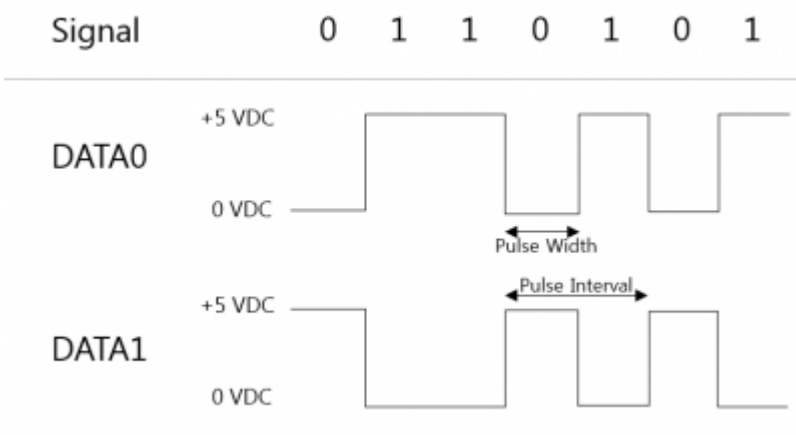 Signal 0 1 1 0 1 0 1
+5 VDC
DATA0
0 VDC
Pulse Width
Pulse Interval
+5 VDC
DATA1
0 VDC